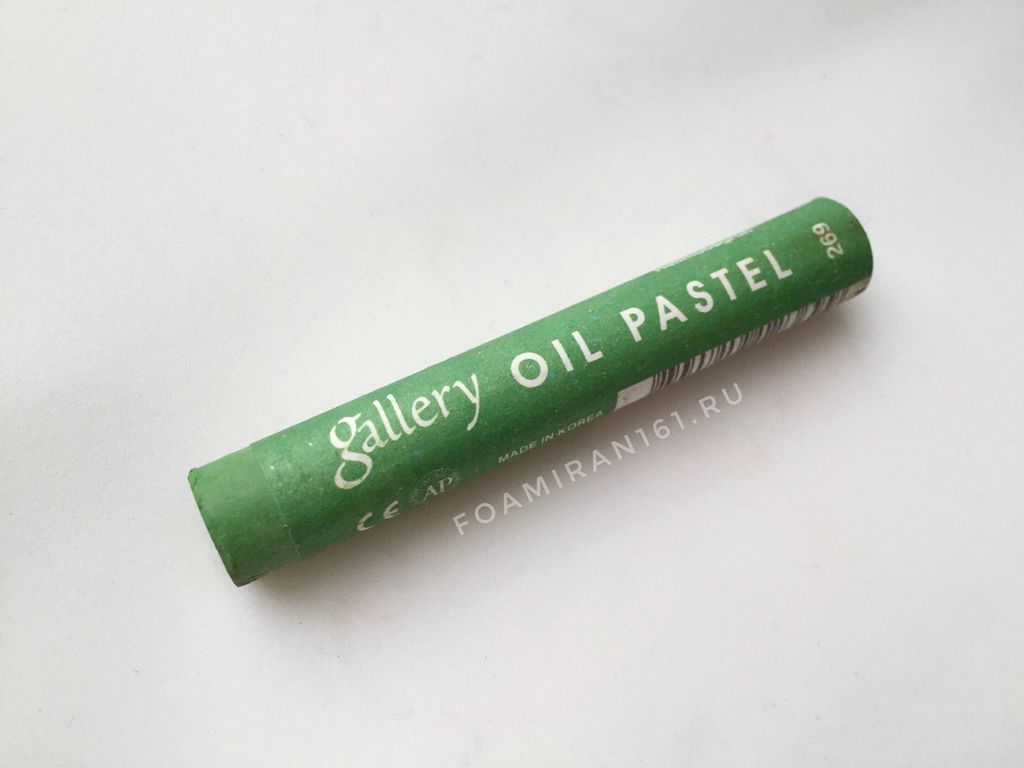 gallery OIL PASTEL 269
CE AP MADE IN KOREA
FOAMIRAN161.RU